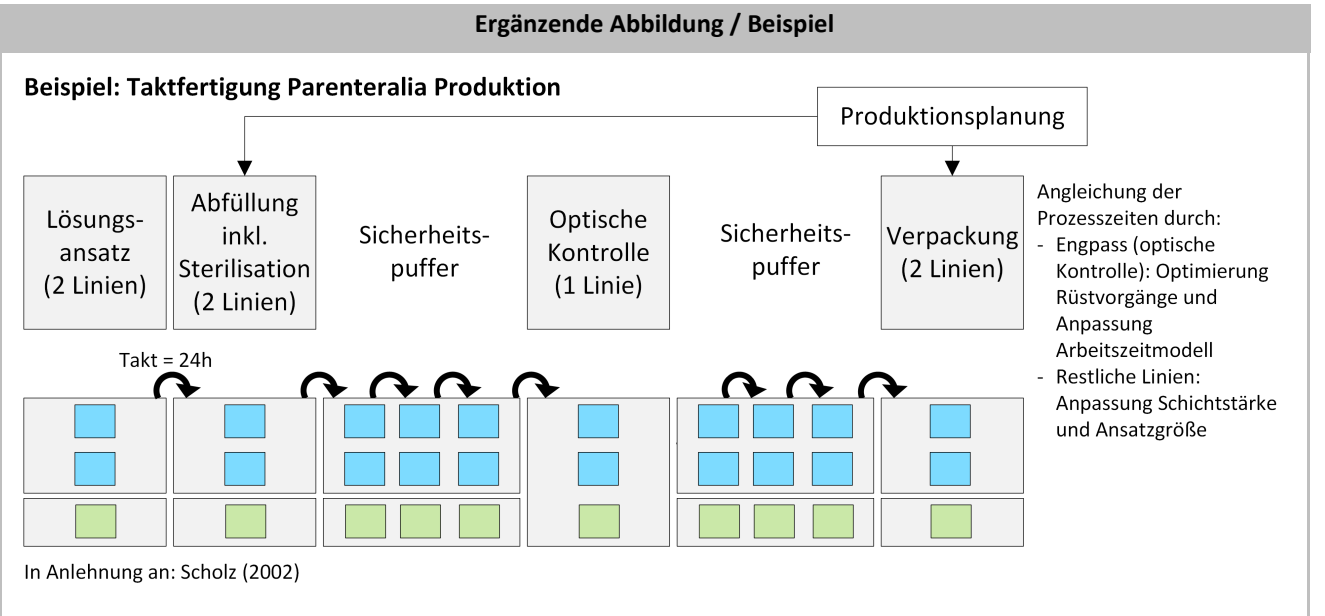 Ergänzende Abbildung / Beispiel
Beispiel: Taktfertigung Parenteralia Produktion
Produktionsplanung
Lösungs-
ansatz
(2 Linien)
Abfüllung
inkl.
Sterilisation
(2 Linien)
Sicherheits-
puffer
Optische
Kontrolle
(1 Linie)
Sicherheits-
puffer
Verpackung
(2 Linien)
Angleichung der
Prozesszeiten durch:
- Engpass (optische
Kontrolle): Optimierung
Rüstvorgänge und
Anpassung
Arbeitszeitmodell
- Restliche Linien:
Anpassung Schichtstärke
und Ansatzgröße
Takt = 24h
In Anlehnung an: Scholz (2002)